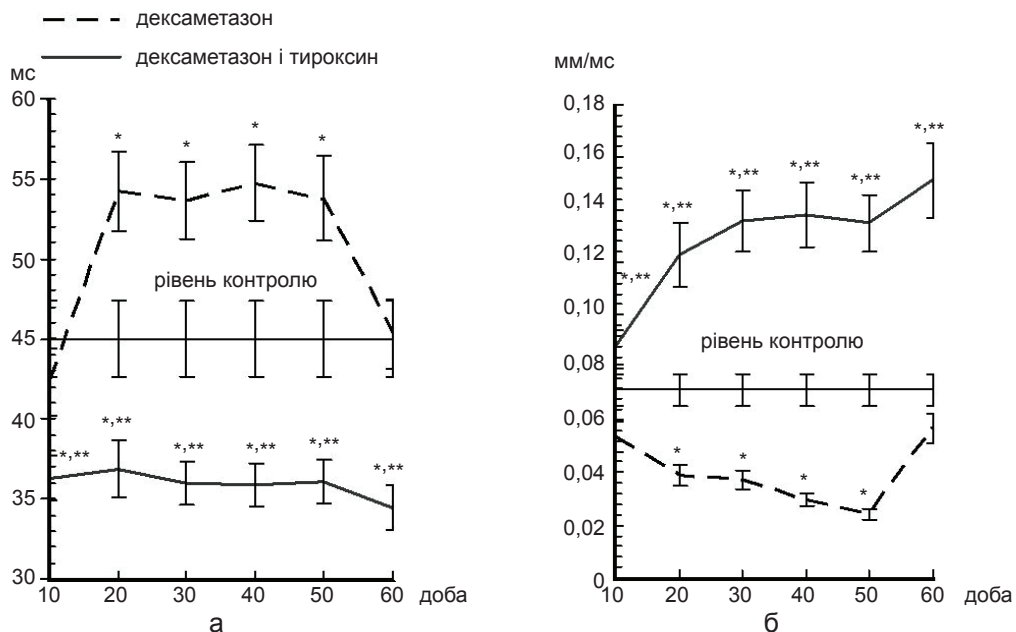 дексаметазон
дексаметазон і тироксин
мс
60
55
50
45
40
35
30
* * * *
рівень контролю
*,** *,** *,** *,** *,** *,**
10 20 30 40 50 60 доба
а
мм/мс
0,18
0,16
0,14
0,12
0,10
0,08
0,06
0,04
0,02
0
*,** *,** *,** *,** *,** *,**
рівень контролю
* * * *
10 20 30 40 50 60 доба
б